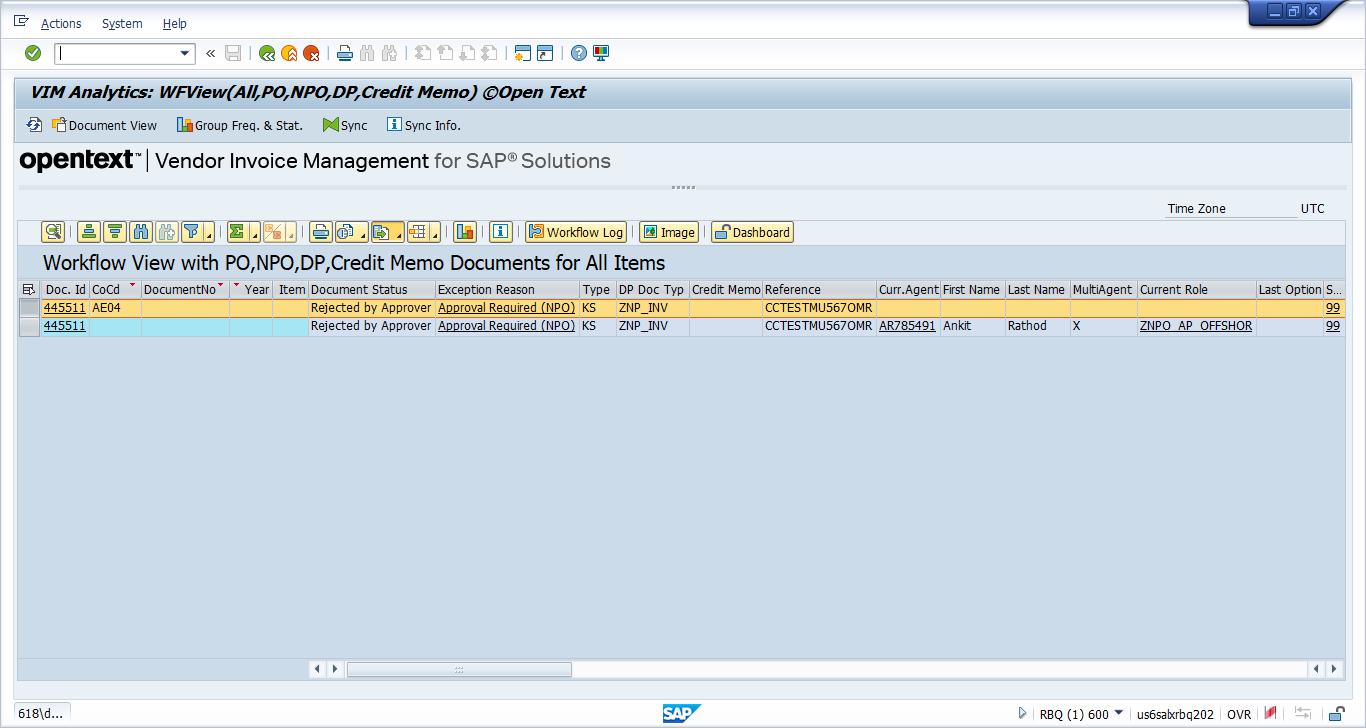 Actions System Help
«
VIM Analytics: WFView(All,PO,NPO,DP,Credit Memo) ©Open Text
Document View Group Freq. & Stat. Sync Sync Info.
opentext™ | Vendor Invoice Management for SAP® Solutions
Time Zone UTC
Workflow Log Image Dashboard
Workflow View with PO,NPO,DP,Credit Memo Documents for All Items
Doc. Id CoCd DocumentNo Year Item Document Status Exception Reason Type DP Doc Typ Credit Memo Reference Curr.Agent First Name Last Name MultiAgent Current Role Last Option S...
445511 AE04 Rejected by Approver Approval Required (NPO) KS ZNP_INV CCTESTMU567OMR 99
445511 Rejected by Approver Approval Required (NPO) KS ZNP_INV CCTESTMU567OMR AR785491 Ankit Rathod X ZNPO_AP_OFFSHOR 99
618\d... SAP RBQ (1) 600 us6salxrbq202 OVR